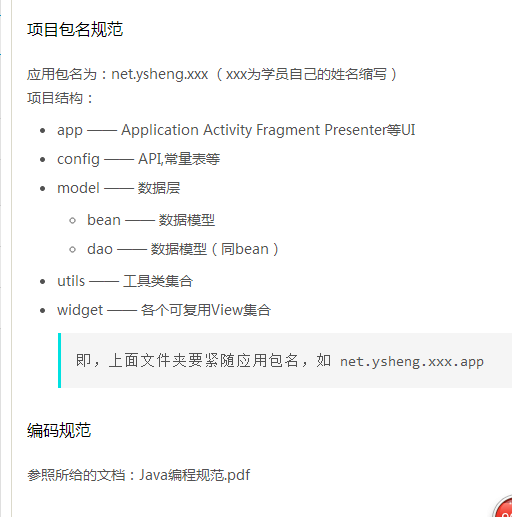 项目包名规范
应用包名为：net.ysheng.xxx （ xxx为学员自己的姓名缩写 ）
项目结构：
app —— Application Activity Fragment Presenter等UI
config —— API,常量表等
model —— 数据层
bean —— 数据模型
dao —— 数据模型（ 同bean ）
utils —— 工具类集合
widget —— 各个可复用View集合
即，上面文件夹要紧随应用包名，如 net.ysheng.xxx.app
编码规范
参照所给的文档：Java编程规范.pdf